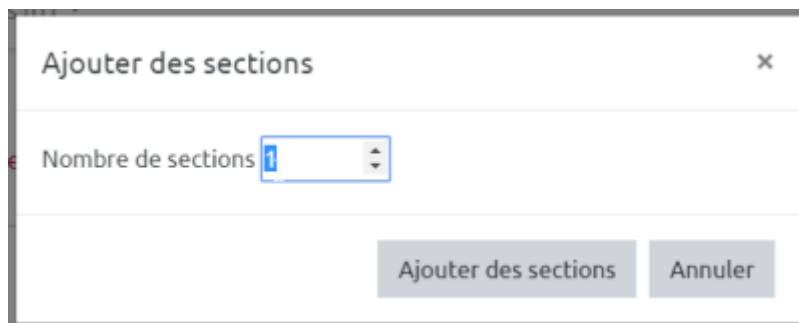 Ajouter des sections ×
Nombre de sections 1
Ajouter des sections Annuler